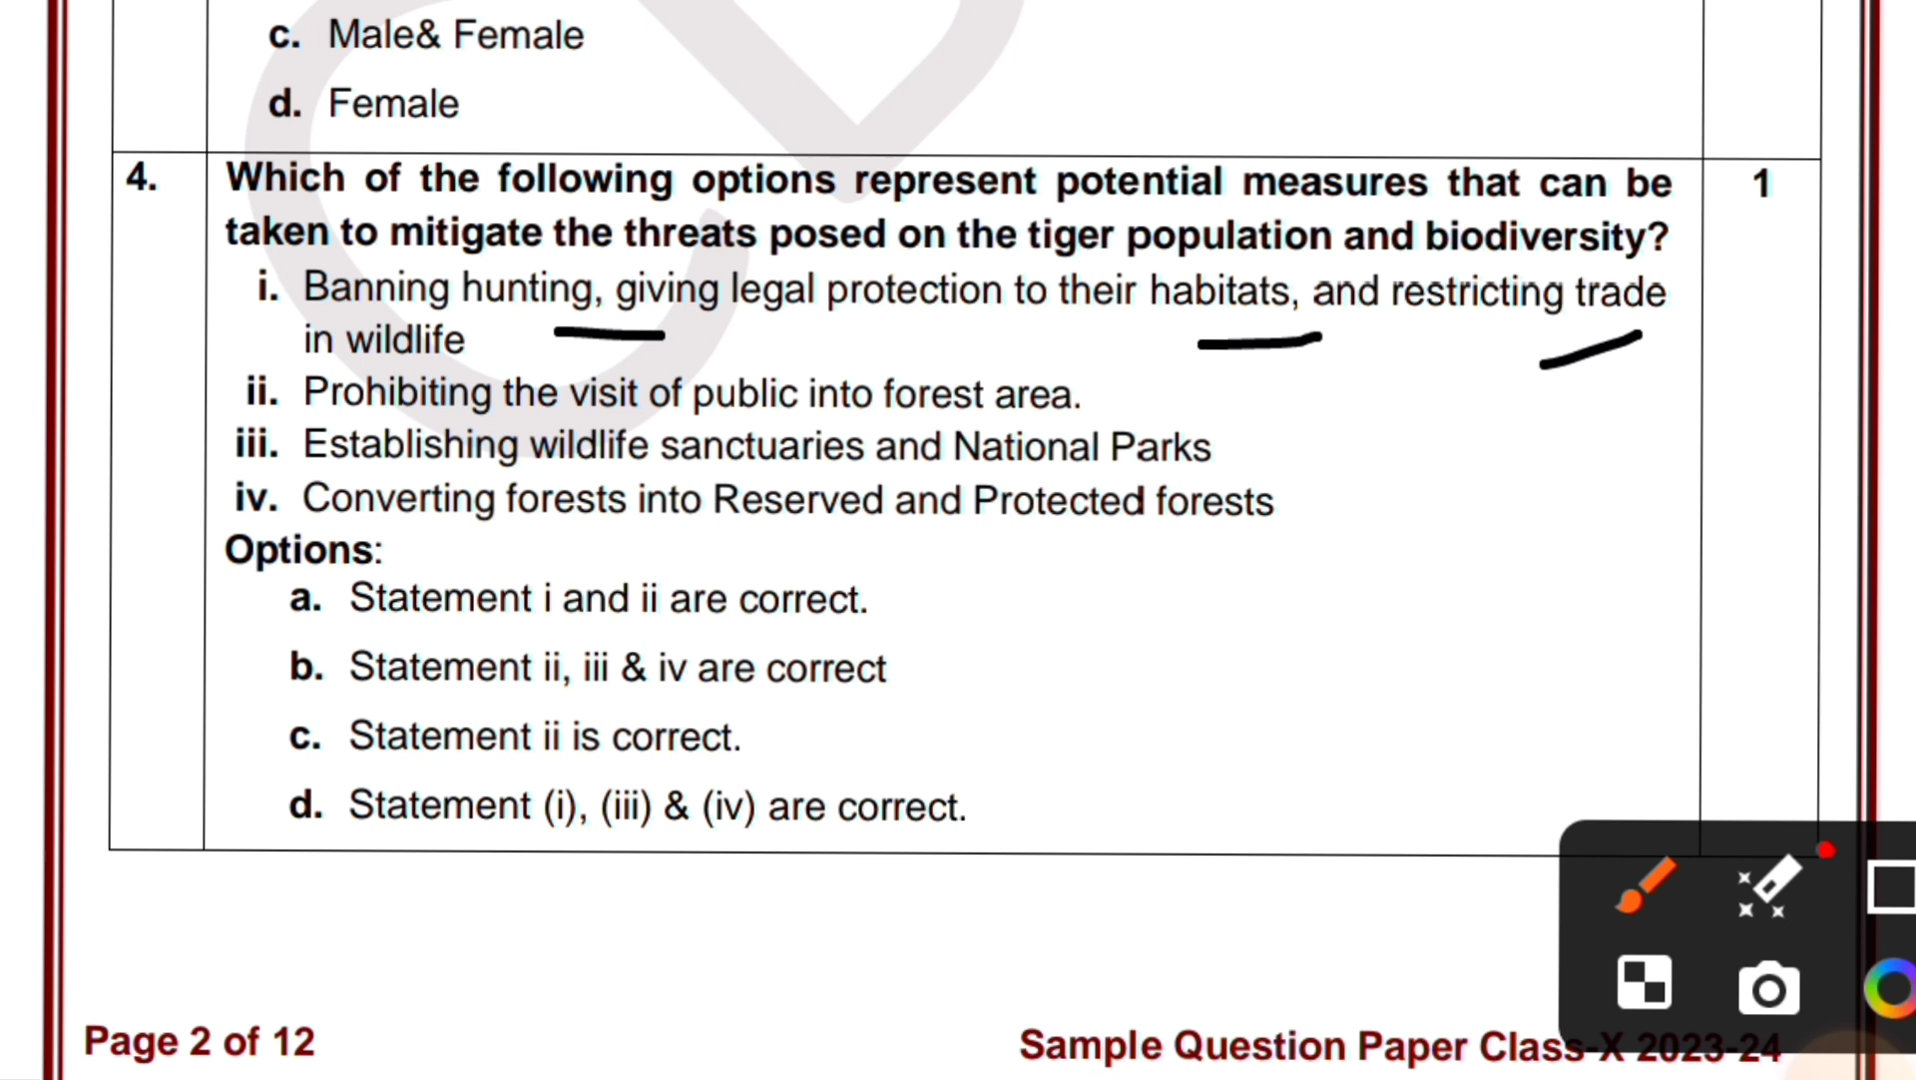 c. Male& Female
d. Female
4. Which of the following options represent potential measures that can be 1
taken to mitigate the threats posed on the tiger population and biodiversity?
i. Banning hunting, giving legal protection to their habitats, and restricting trade
in wildlife
ii. Prohibiting the visit of public into forest area.
iii. Establishing wildlife sanctuaries and National Parks
iv. Converting forests into Reserved and Protected forests
Options:
a. Statement i and ii are correct.
b. Statement ii, iii & iv are correct
c. Statement ii is correct.
d. Statement (i), (iii) & (iv) are correct.
Page 2 of 12
Sample Question Paper Class-X 2023-24